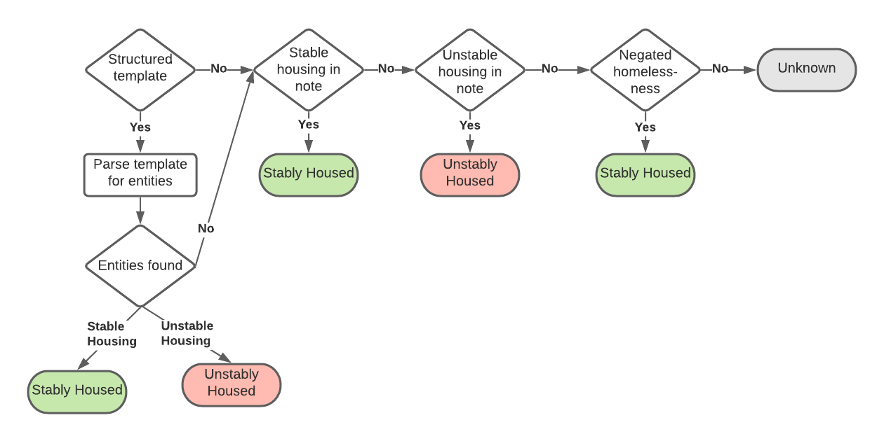 Structured
template
No
Stable
housing in
note
No
Unstable
housing in
note
No
Negated
homeless-
ness
No
Unknown
Yes
Yes
Yes
Yes
Parse template
for entities
Stably Housed
Unstably
Housed
Stably Housed
No
Entities found
Stable
Housing
Unstable
Housing
Stably Housed
Unstably
Housed